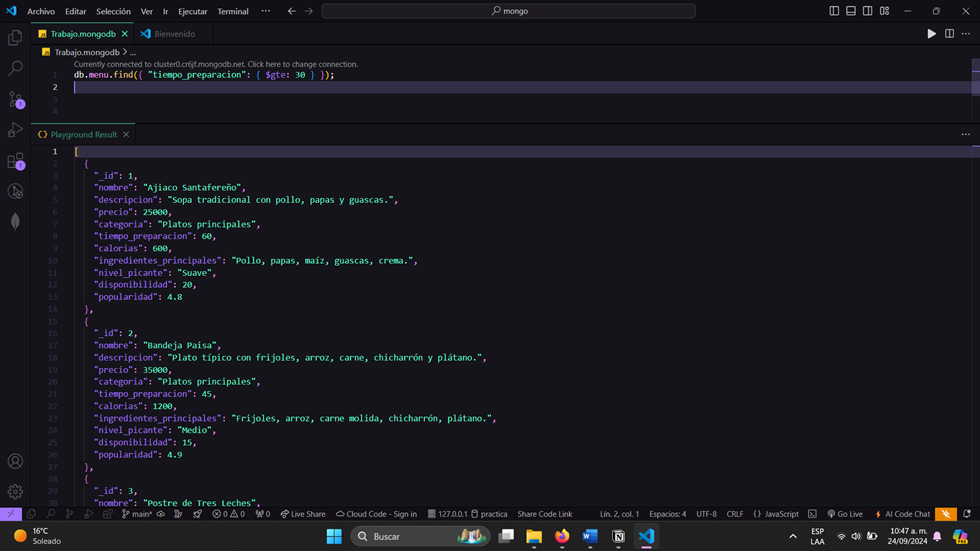 Archivo Editar Selección Ver Ir Ejecutar Terminal ··· mongo
Trabajo.mongodb Bienvenido
Trabajo.mongodb > ...
Currently connected to cluster0.cr6jf.mongodb.net. Click here to change connection.
1 db.menu.find({ "tiempo_preparacion": { $gte: 30 } });
2
3
4
Playground Result
1 [
2 {
3 "_id": 1,
4 "nombre": "Ajiaco Santafereño",
5 "descripcion": "Sopa tradicional con pollo, papas y guascas.",
6 "precio": 25000,
7 "categoria": "Platos principales",
8 "tiempo_preparacion": 60,
9 "calorias": 600,
10 "ingredientes_principales": "Pollo, papas, maíz, guascas, crema.",
11 "nivel_picante": "Suave",
12 "disponibilidad": 20,
13 "popularidad": 4.8
14 },
15 {
16 "_id": 2,
17 "nombre": "Bandeja Paisa",
18 "descripcion": "Plato típico con frijoles, arroz, carne, chicharrón y plátano.",
19 "precio": 35000,
20 "categoria": "Platos principales",
21 "tiempo_preparacion": 45,
22 "calorias": 1200,
23 "ingredientes_principales": "Frijoles, arroz, carne molida, chicharrón, plátano.",
24 "nivel_picante": "Medio",
25 "disponibilidad": 15,
26 "popularidad": 4.9
27 },
28 {
29 "_id": 3,
30 "nombre": "Postre de Tres Leches",
main* 0 0 0 Live Share Cloud Code - Sign in 127.0.0.1 practica Share Code Link Lín. 2, col. 1 Espacios: 4 UTF-8 CRLF {} JavaScript Go Live AI Code Chat
16°C
Soleado
Buscar
ESP
LAA
10:47 a. m.
24/09/2024